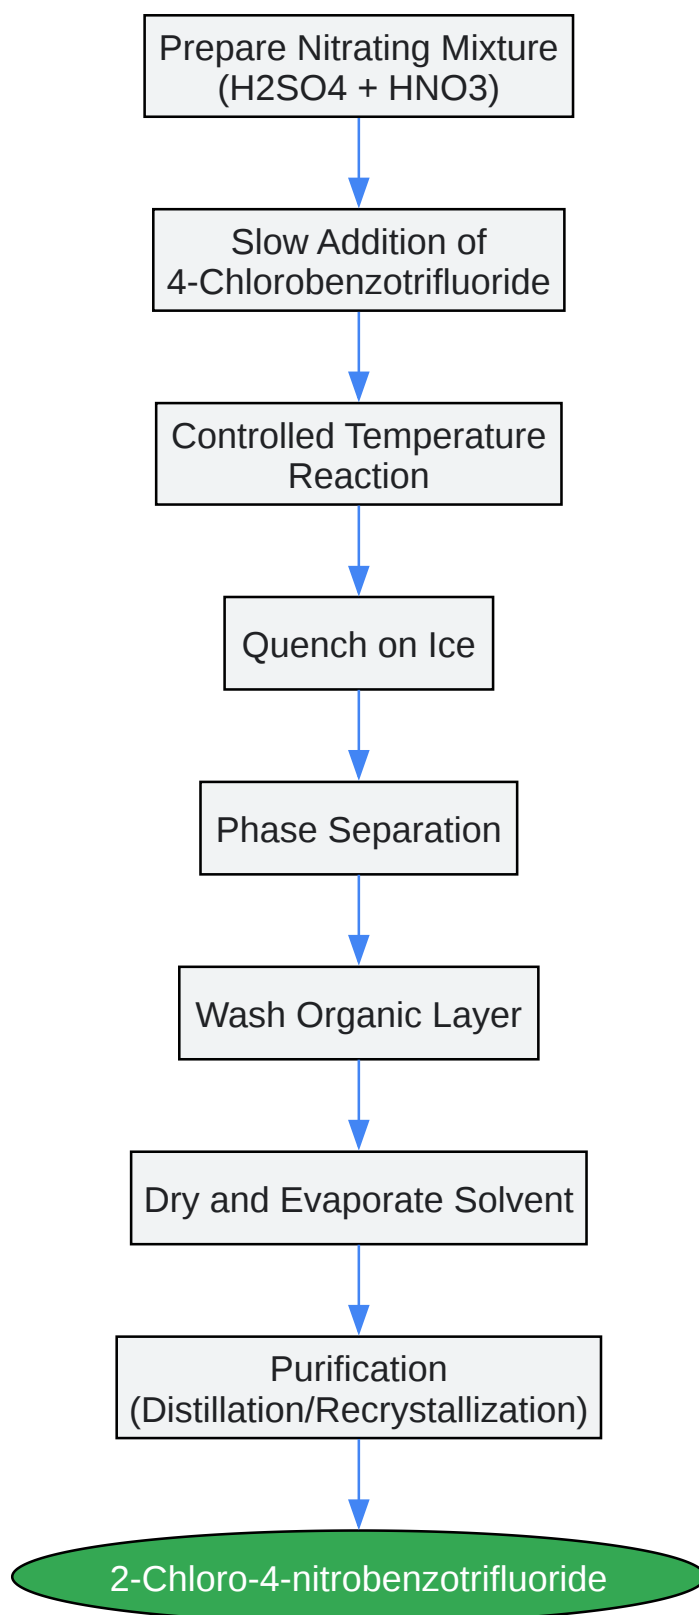 Prepare Nitrating Mixture
(H2SO4 + HNO3)
Slow Addition of
4-Chlorobenzotrifluoride
Controlled Temperature
Reaction
Quench on Ice
Phase Separation
Wash Organic Layer
Dry and Evaporate Solvent
Purification
(Distillation/Recrystallization)
2-Chloro-4-nitrobenzotrifluoride